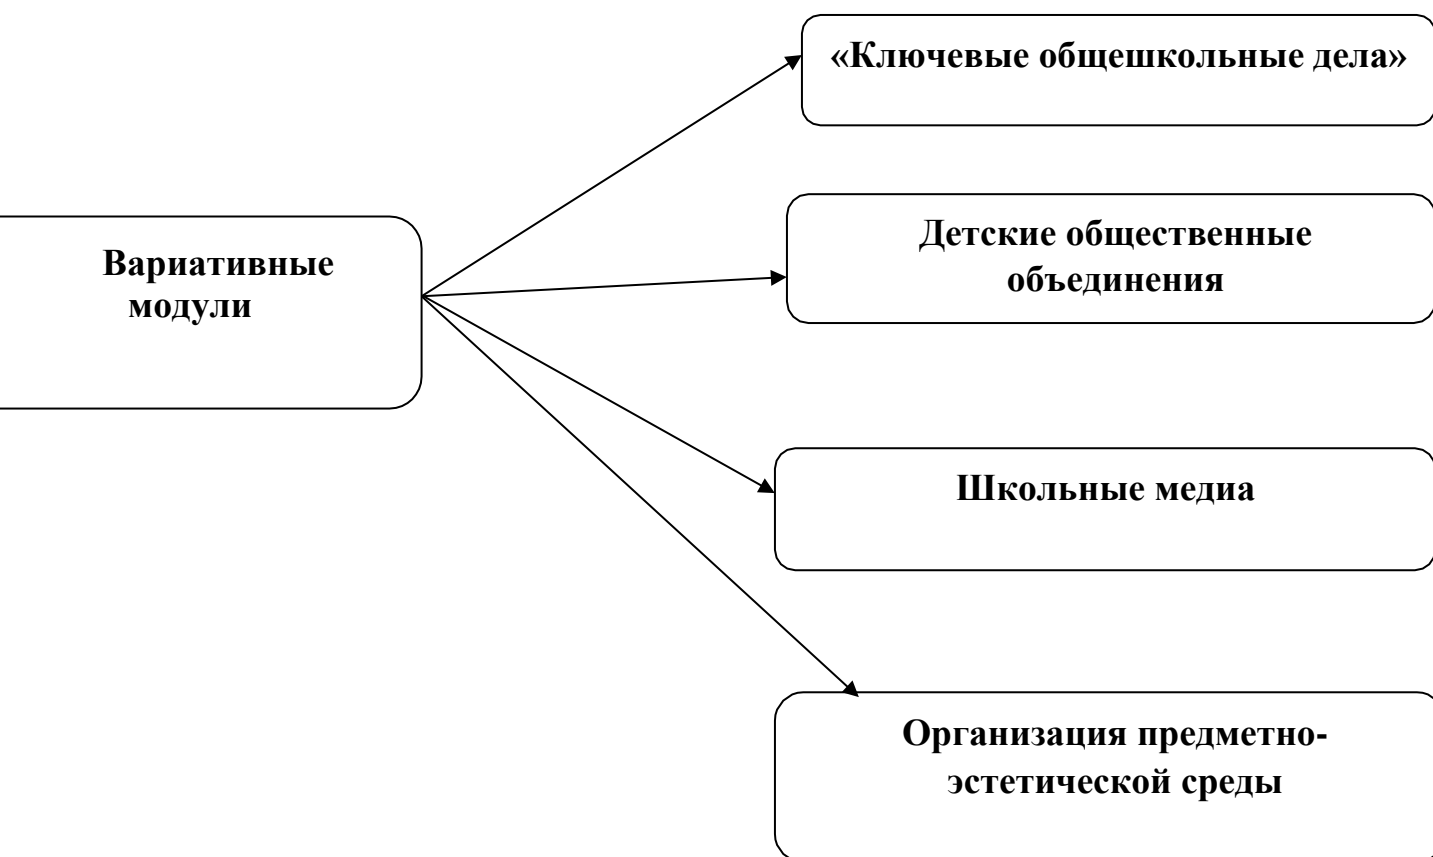 «Ключевые общешкольные дела»
Детские общественные
объединения
Вариативные
модули
Школьные медиа
Организация предметно-
эстетической среды